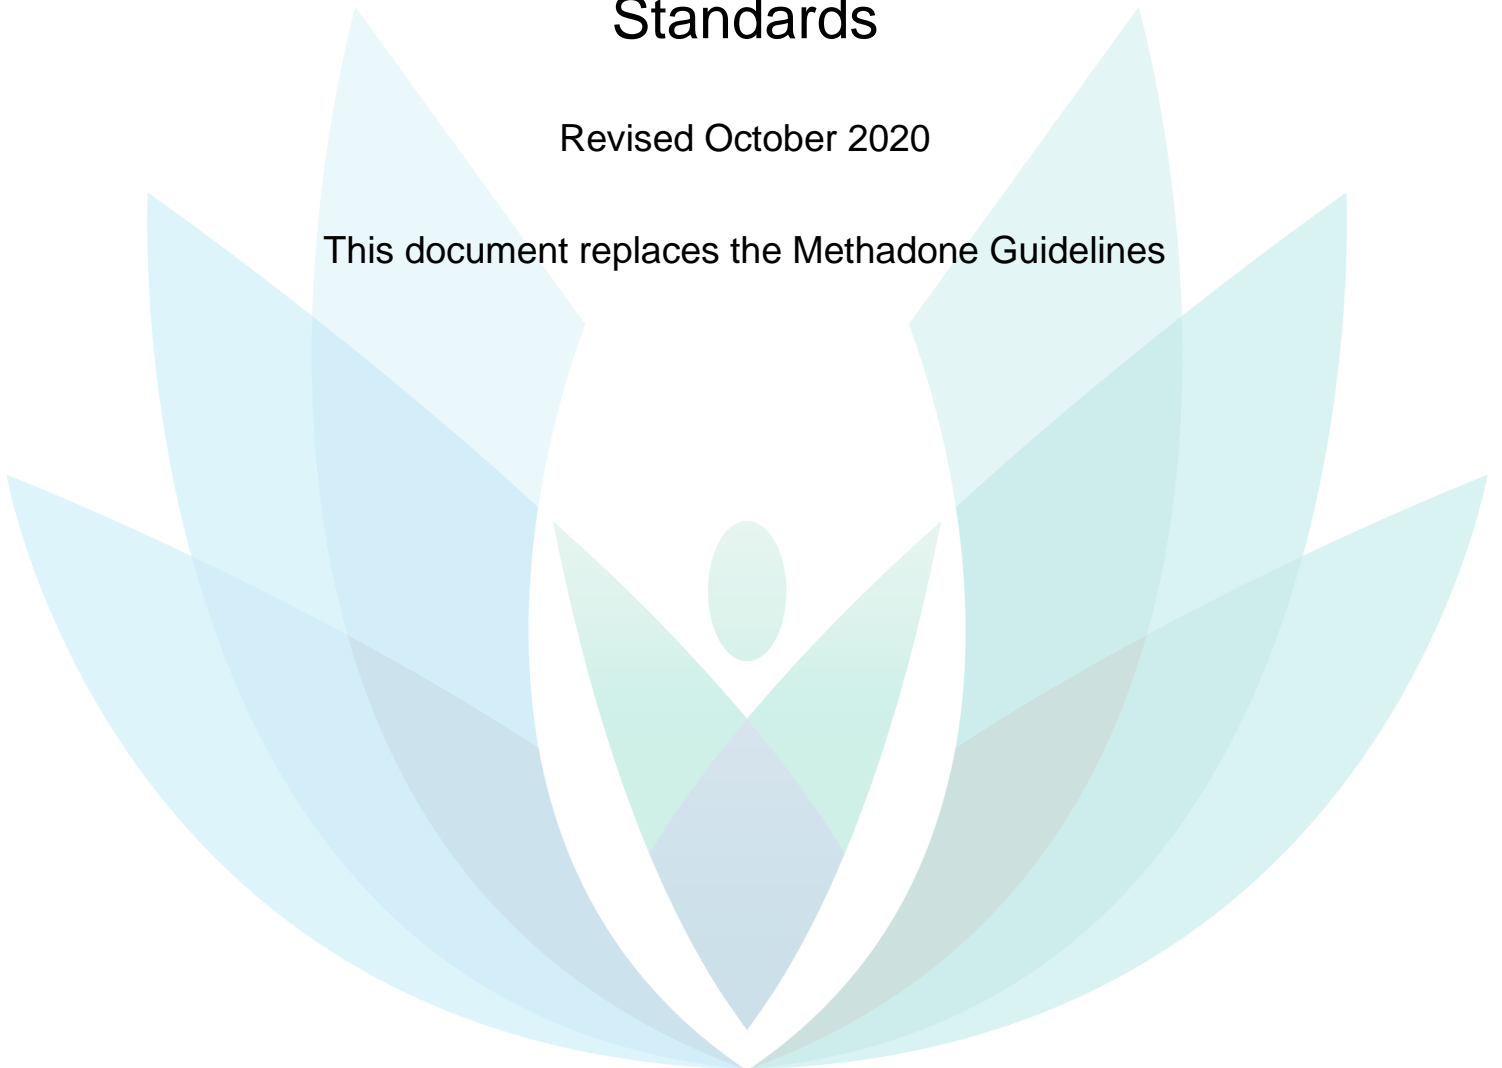 Standards
Revised October 2020
This document replaces the Methadone Guidelines